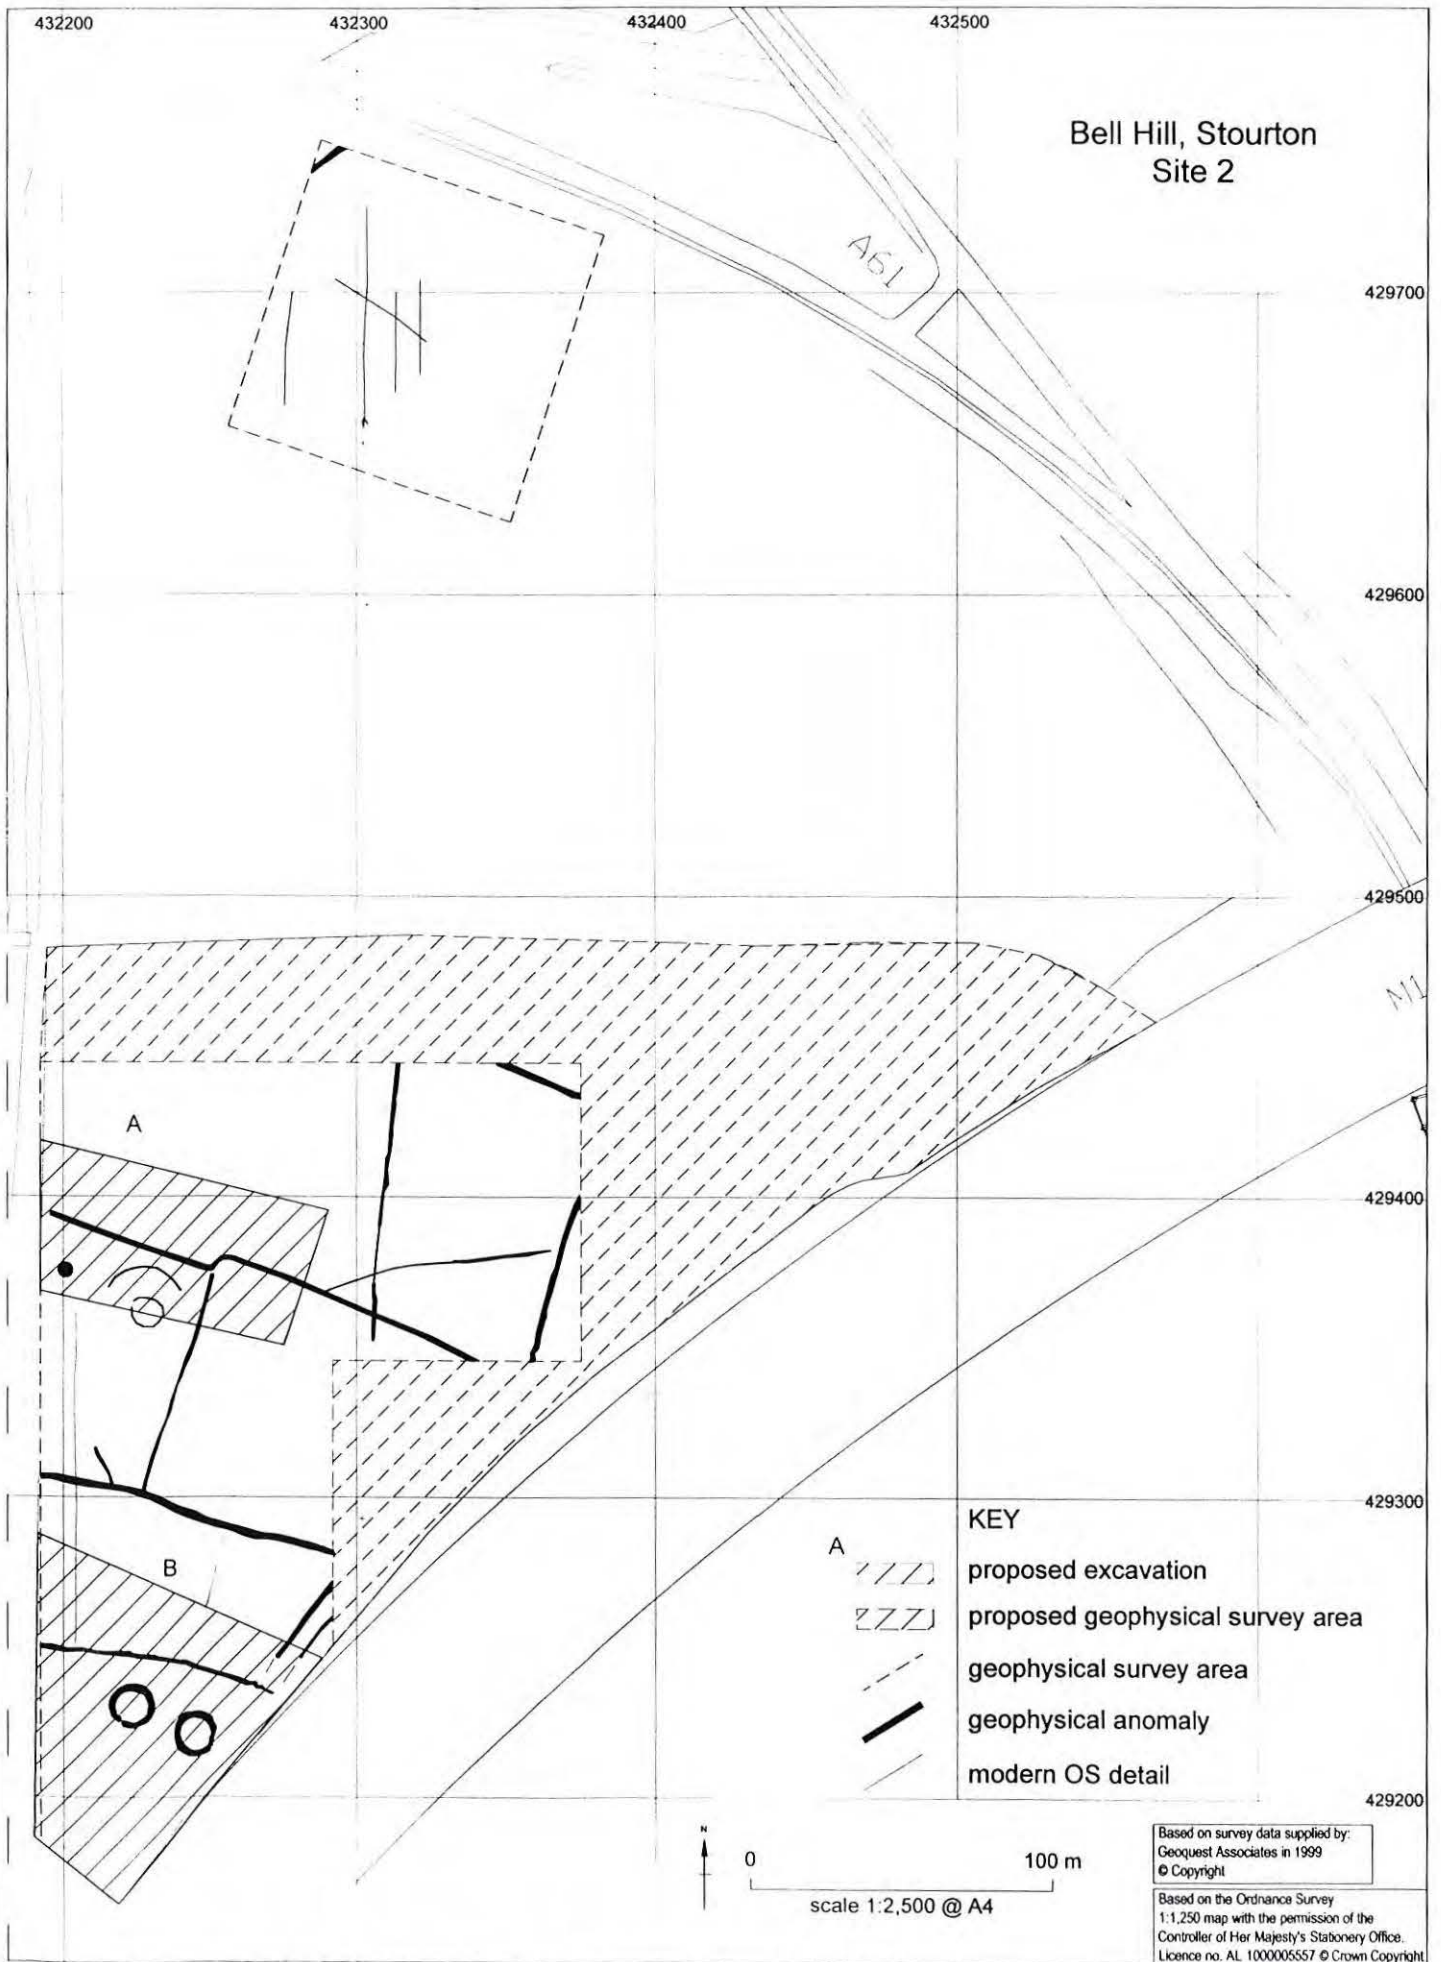 432200
432300
432400
432500
Bell Hill, Stourton
Site 2
A61
429700
429600
429500
M1
A
429400
429300
KEY
A
proposed excavation
B
proposed geophysical survey area
geophysical survey area
geophysical anomaly
modern OS detail
429200
N
0
100 m
scale 1:2,500 @ A4
Based on survey data supplied by:
Geoquest Associates in 1999
© Copyright
Based on the Ordnance Survey
1:1,250 map with the permission of the
Controller of Her Majesty's Stationery Office.
Licence no. AL 1000005557 © Crown Copyright